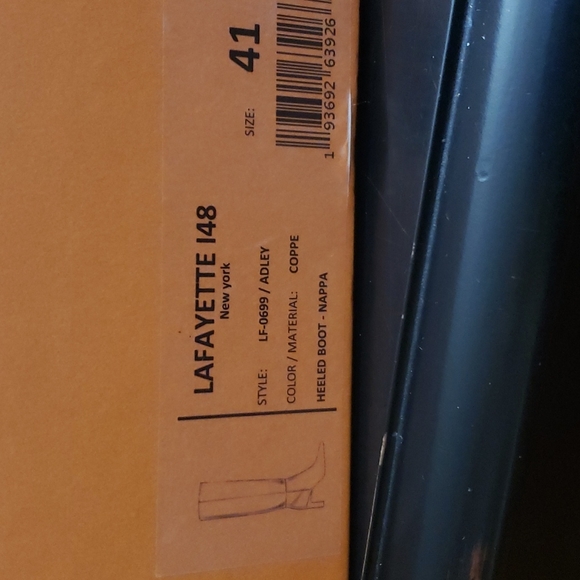 LAFAYETTE 148
New york
STYLE: LF-0699 / ADLEY
COLOR / MATERIAL: COPPE
HEELED BOOT - NAPPA
SIZE: 41
1 93692 63926